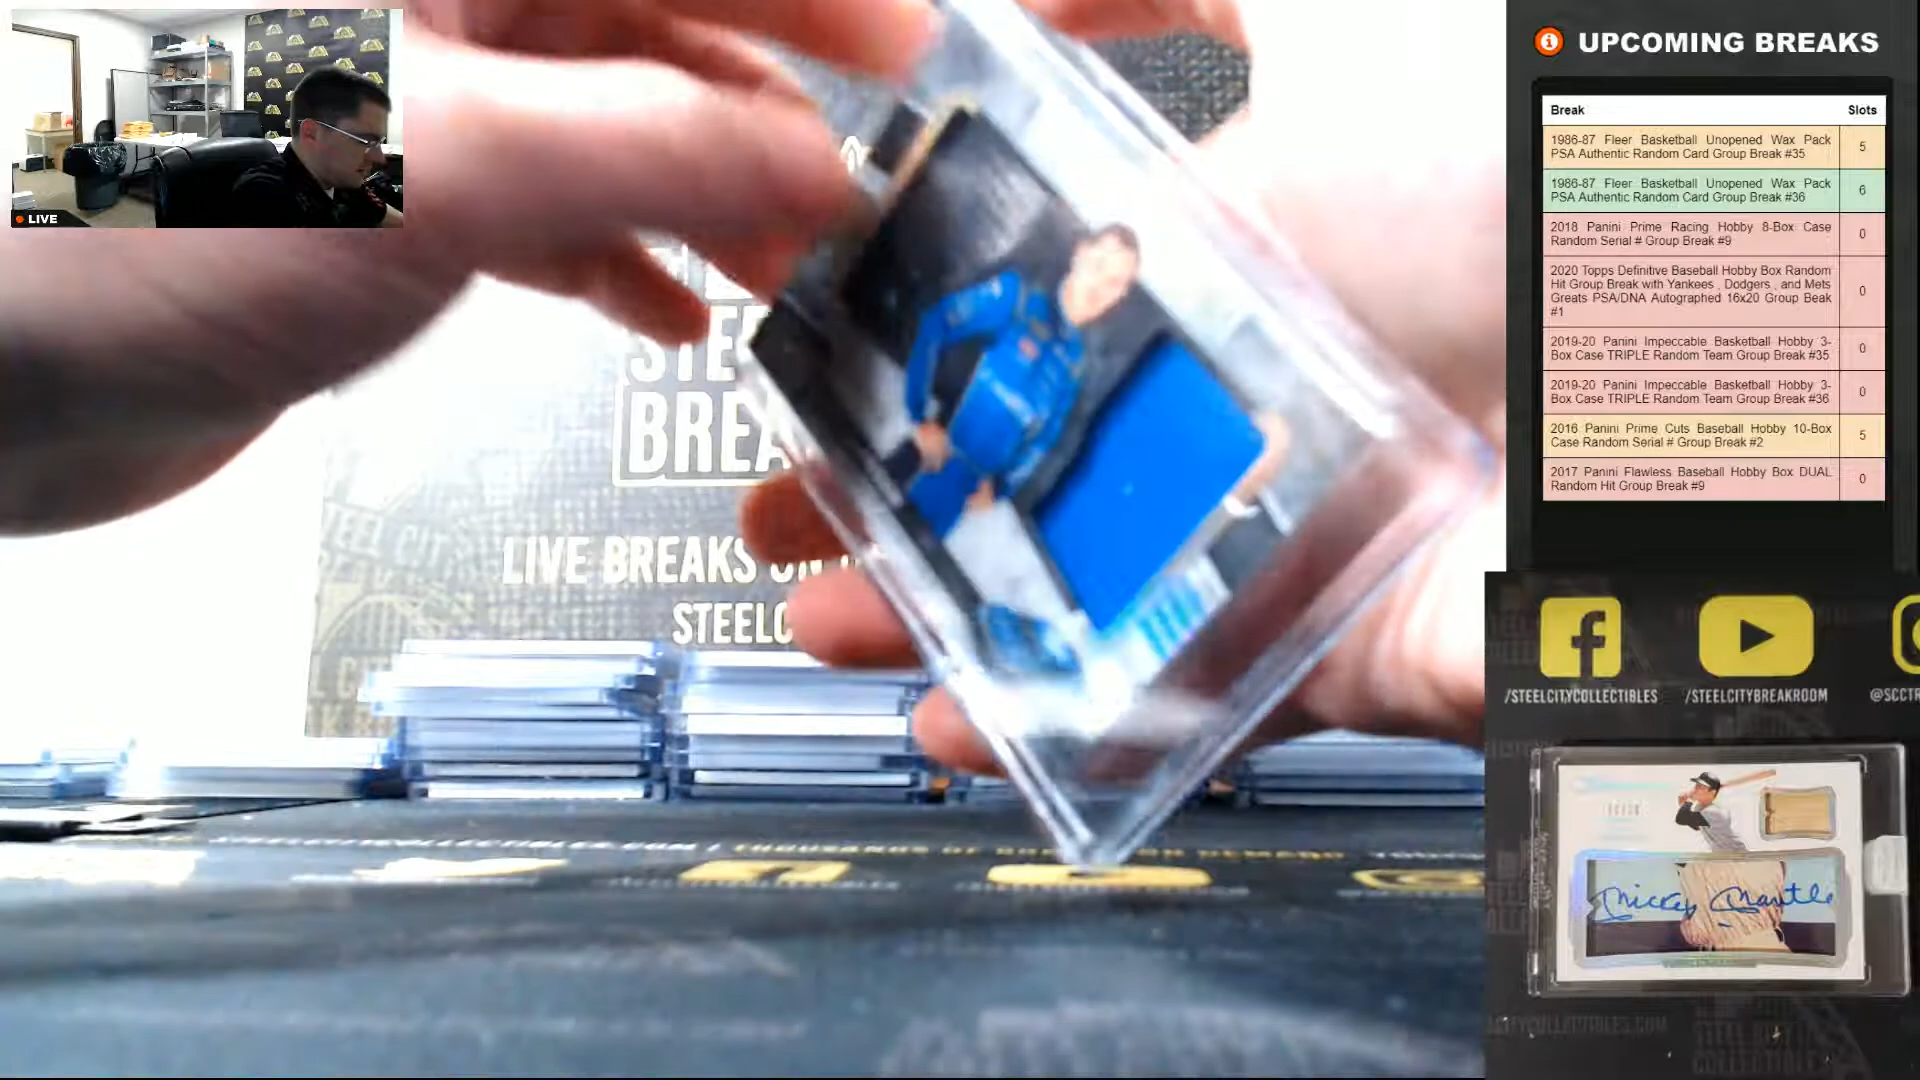 LIVE
UPCOMING BREAKS
Break Slots
1986-87 Fleer Basketball Unopened Wax Pack
PSA Authentic Random Card Group Break #35 5
1986-87 Fleer Basketball Unopened Wax Pack
PSA Authentic Random Card Group Break #36 6
2018 Panini Prime Racing Hobby 8-Box Case
Random Serial # Group Break #9 0
2020 Topps Definitive Baseball Hobby Box Random
Hit Group Break with Yankees , Dodgers , and Mets
Greats PSA/DNA Autographed 16x20 Group Beak
#1 0
2019-20 Panini Impeccable Basketball Hobby 3-
Box Case TRIPLE Random Team Group Break #35 0
2019-20 Panini Impeccable Basketball Hobby 3-
Box Case TRIPLE Random Team Group Break #36 0
2016 Panini Prime Cuts Baseball Hobby 10-Box
Case Random Serial # Group Break #2 5
2017 Panini Flawless Baseball Hobby Box DUAL
Random Hit Group Break #9 0
LIVE BREAKS
/STEELCITYCOLLECTIBLES /STEELCITYBREAKROOM @SCCTR
Mickey Mantle
STEEL CITY
COLLECTIBLES